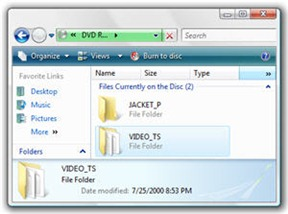 DVD R...
Search
Organize Views Burn to disc
Favorite Links
Desktop
Music
Pictures
More »
Folders
Name Size Type »
Files Currently on the Disc (2)
JACKET_P
File Folder
VIDEO_TS
File Folder
VIDEO_TS
File Folder
Date modified: 7/25/2000 8:53 PM